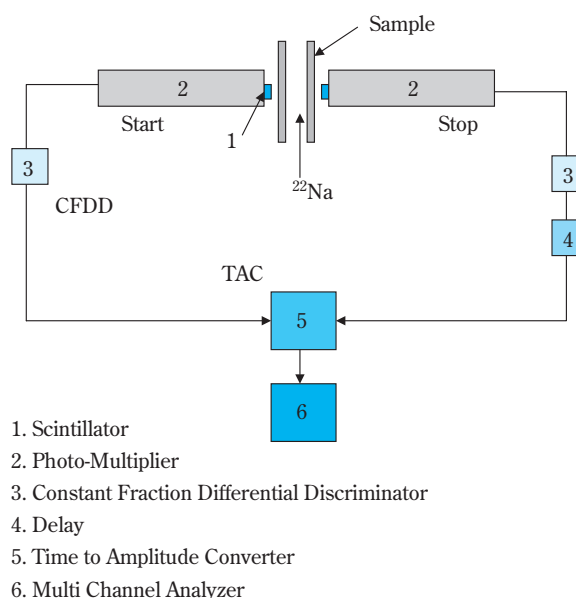 Sample
2
2
Start
Stop
1
3
3
²²Na
CFDD
4
TAC
5
6
1. Scintillator
2. Photo-Multiplier
3. Constant Fraction Differential Discriminator
4. Delay
5. Time to Amplitude Converter
6. Multi Channel Analyzer